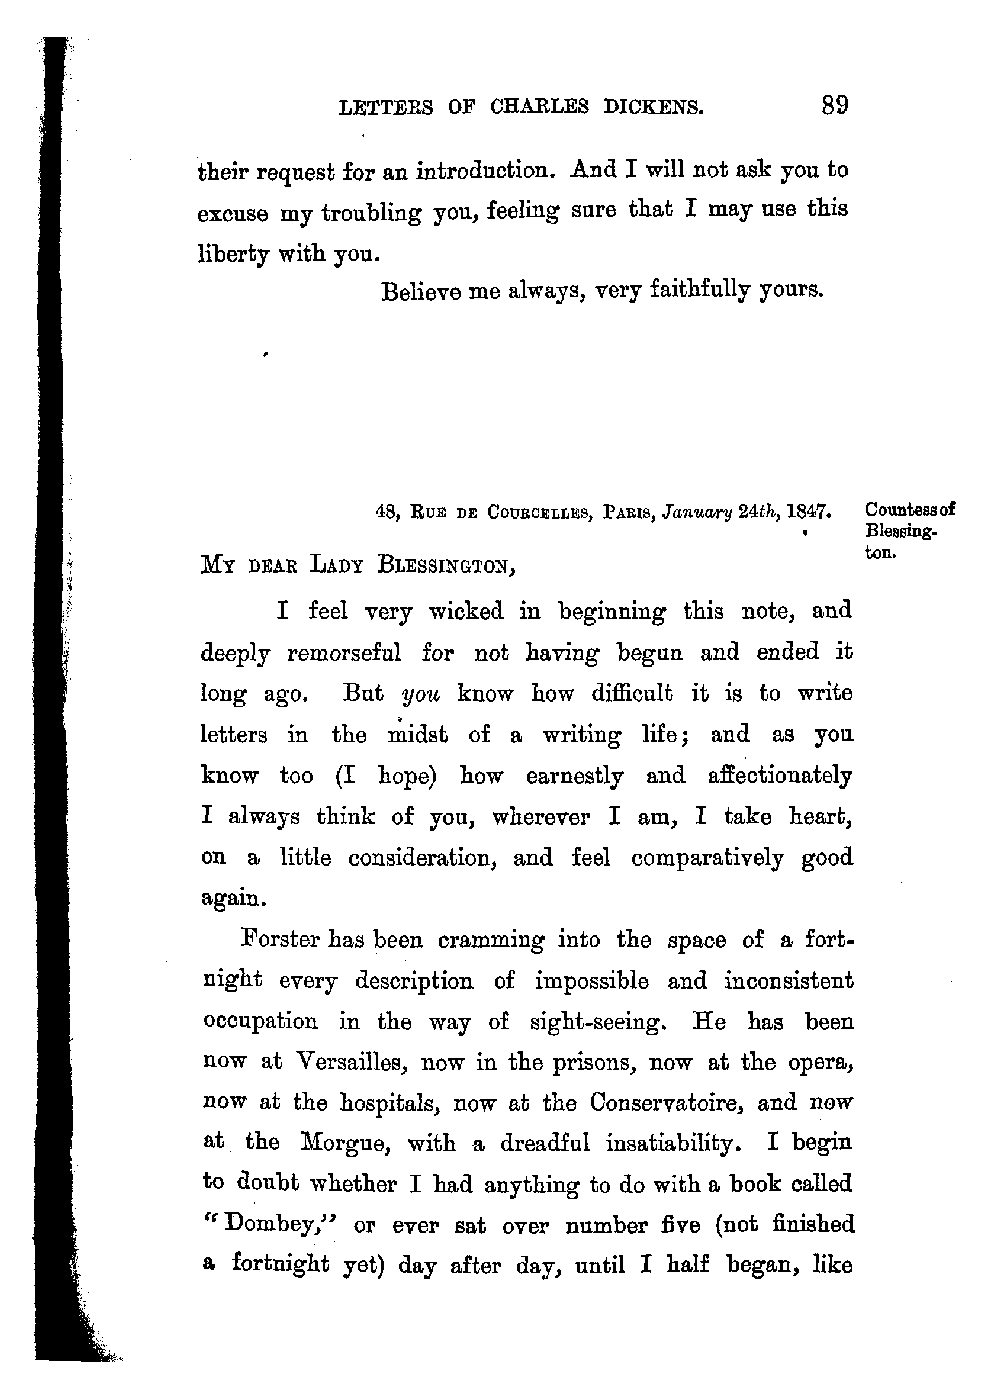 LETTERS OF CHARLES DICKENS. 89
their request for an introduction. And I will not ask you to
excuse my troubling you, feeling sure that I may use this
liberty with you.
Believe me always, very faithfully yours.
48, Rue de Courcelles, Paris, January 24th, 1847.
Countess of
Blessing-
ton.
My dear Lady Blessington,
I feel very wicked in beginning this note, and
deeply remorseful for not having begun and ended it
long ago. But you know how difficult it is to write
letters in the midst of a writing life; and as you
know too (I hope) how earnestly and affectionately
I always think of you, wherever I am, I take heart,
on a little consideration, and feel comparatively good
again.
Forster has been cramming into the space of a fort-
night every description of impossible and inconsistent
occupation in the way of sight-seeing. He has been
now at Versailles, now in the prisons, now at the opera,
now at the hospitals, now at the Conservatoire, and now
at the Morgue, with a dreadful insatiability. I begin
to doubt whether I had anything to do with a book called
"Dombey," or ever sat over number five (not finished
a fortnight yet) day after day, until I half began, like